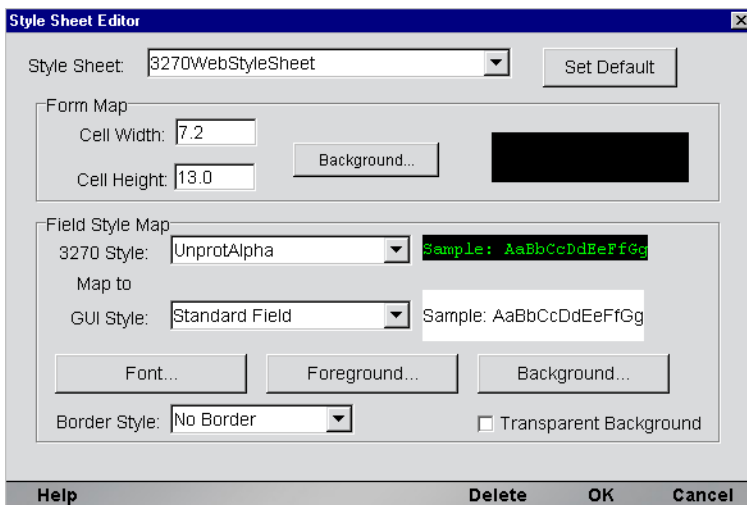 Style Sheet Editor
Style Sheet: 3270WebStyleSheet Set Default
Form Map
Cell Width: 7.2
Background...
Cell Height: 13.0
Field Style Map
3270 Style: UnprotAlpha Sample: AaBbCcDdEeFfGg
Map to
GUI Style: Standard Field Sample: AaBbCcDdEeFfGg
Font... Foreground... Background...
Border Style: No Border Transparent Background
Help Delete OK Cancel